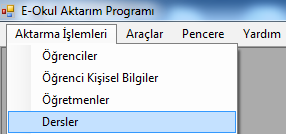 E-Okul Aktarım Programı
Aktarma İşlemleri Araçlar Pencere Yardım
Öğrenciler
Öğrenci Kişisel Bilgiler
Öğretmenler
Dersler